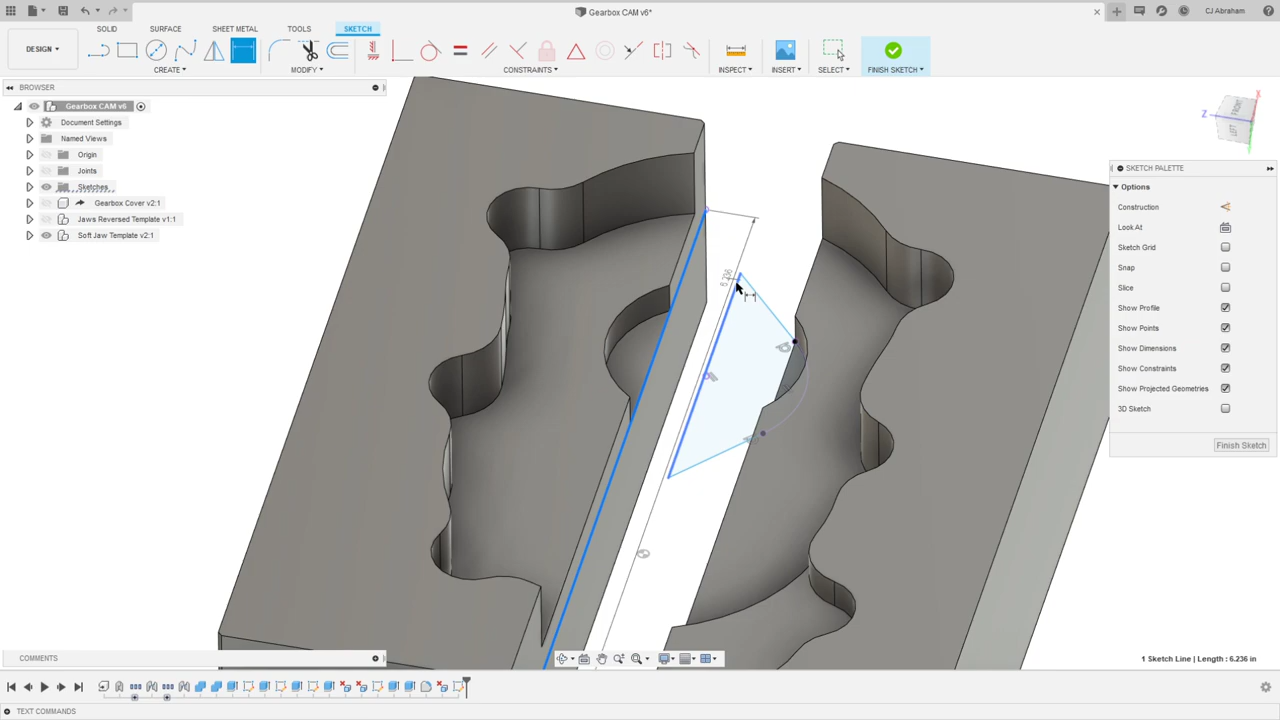 Gearbox CAM v6*
CJ Abraham
SOLID
SURFACE
SHEET METAL
TOOLS
SKETCH
DESIGN
CREATE
MODIFY
CONSTRAINTS
INSPECT
INSERT
SELECT
FINISH SKETCH
BROWSER
Gearbox CAM v6
Document Settings
Named Views
Origin
Joints
Sketches
Gearbox Cover v2:1
Jaws Reversed Template v1:1
Soft Jaw Template v2:1
Z
X
FRONT
LEFT
6.236
SKETCH PALETTE
Options
Construction
Look At
Sketch Grid
Snap
Slice
Show Profile
Show Points
Show Dimensions
Show Constraints
Show Projected Geometries
3D Sketch
Finish Sketch
COMMENTS
1 Sketch Line | Length : 6.236 in
TEXT COMMANDS